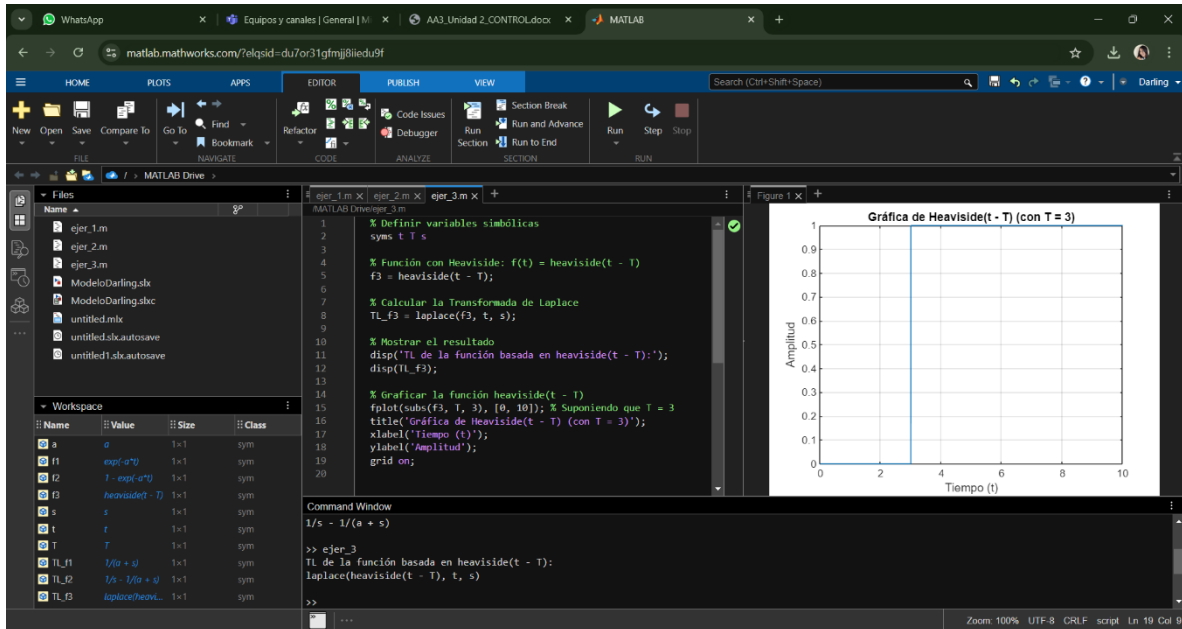 WhatsApp
Equipos y canales | General | Mi
AA3_Unidad 2_CONTROL.docx
MATLAB
matlab.mathworks.com/?elqsid=du7or31gfmjj8iiedu9f
HOME PLOTS APPS EDITOR PUBLISH VIEW
Search (Ctrl+Shift+Space)
Darling
New Open Save Compare To
FILE
Go To
Find
Bookmark
NAVIGATE
Refactor
CODE
Code Issues
Debugger
ANALYZE
Run Section
Section Break
Run and Advance
Run to End
SECTION
Run Step Stop
RUN
/ > MATLAB Drive >
Files
Name
ejer_1.m
ejer_2.m
ejer_3.m
ModeloDarling.slx
ModeloDarling.slxc
untitled.mlx
untitled.slx.autosave
untitled1.slx.autosave
Workspace
Name Value Size Class
a a 1×1 sym
f1 exp(-a*t) 1×1 sym
f2 1 - exp(-a*t) 1×1 sym
f3 heaviside(t - T) 1×1 sym
s s 1×1 sym
t t 1×1 sym
T T 1×1 sym
TL_f1 1/(a + s) 1×1 sym
TL_f2 1/s - 1/(a + s) 1×1 sym
TL_f3 laplace(heavi... 1×1 sym
ejer_1.m ejer_2.m ejer_3.m
/MATLAB Drive/ejer_3.m
1 % Definir variables simbólicas
2 syms t T s
3
4 % Función con Heaviside: f(t) = heaviside(t - T)
5 f3 = heaviside(t - T);
6
7 % Calcular la Transformada de Laplace
8 TL_f3 = laplace(f3, t, s);
9
10 % Mostrar el resultado
11 disp('TL de la función basada en heaviside(t - T):');
12 disp(TL_f3);
13
14 % Graficar la función heaviside(t - T)
15 fplot(subs(f3, T, 3), [0, 10]); % Suponiendo que T = 3
16 title('Gráfica de Heaviside(t - T) (con T = 3)');
17 xlabel('Tiempo (t)');
18 ylabel('Amplitud');
19 grid on;
20
Figure 1
Gráfica de Heaviside(t - T) (con T = 3)
Amplitud
1
0.9
0.8
0.7
0.6
0.5
0.4
0.3
0.2
0.1
0
0 2 4 6 8 10
Tiempo (t)
Command Window
1/s - 1/(a + s)
>> ejer_3
TL de la función basada en heaviside(t - T):
laplace(heaviside(t - T), t, s)
>>
Zoom: 100% UTF-8 CRLF script Ln 19 Col 9